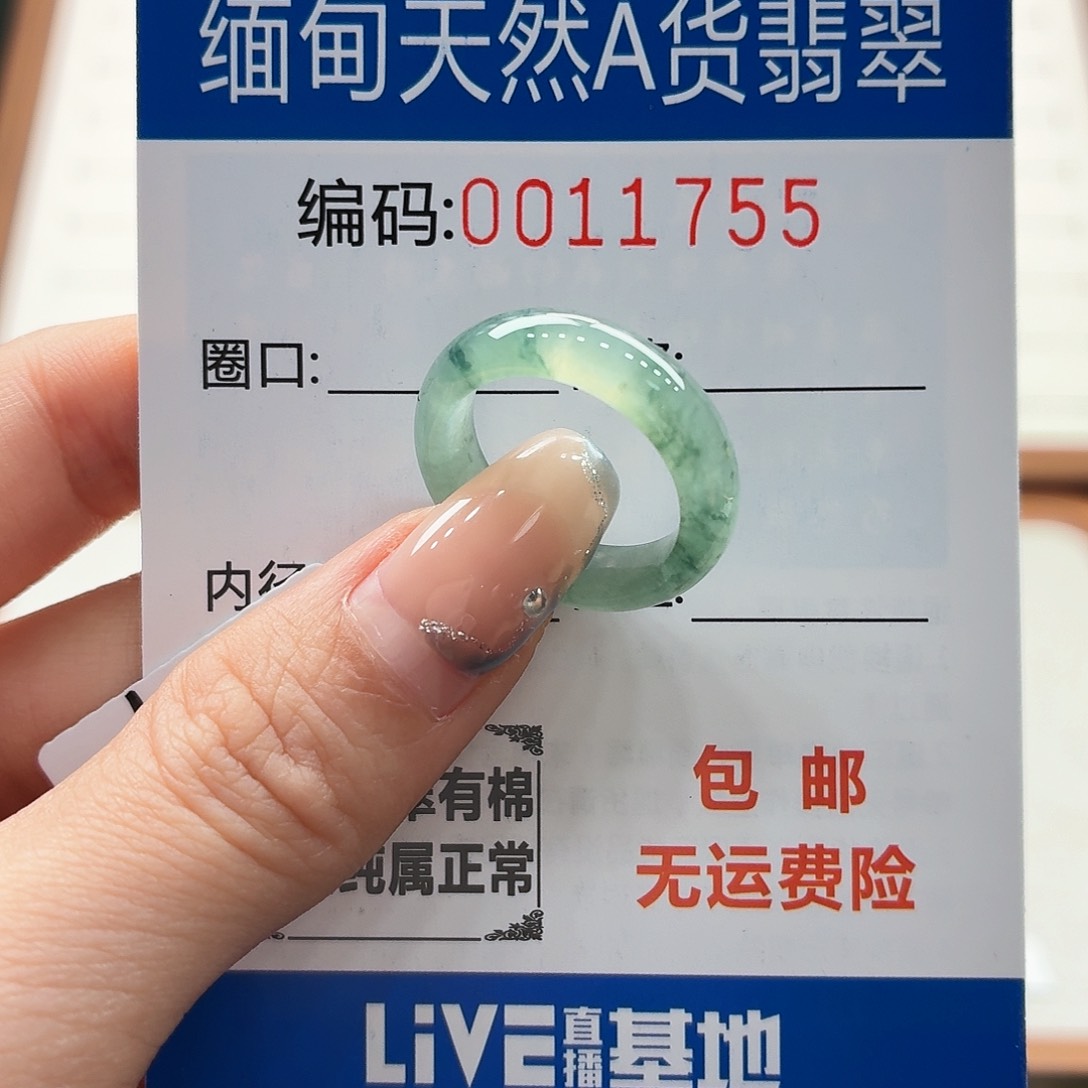 缅甸天然A货翡翠
编码:0011755
圈口:
内径
有棉
纯属正常
包邮
无运费险
LiVE直播基地